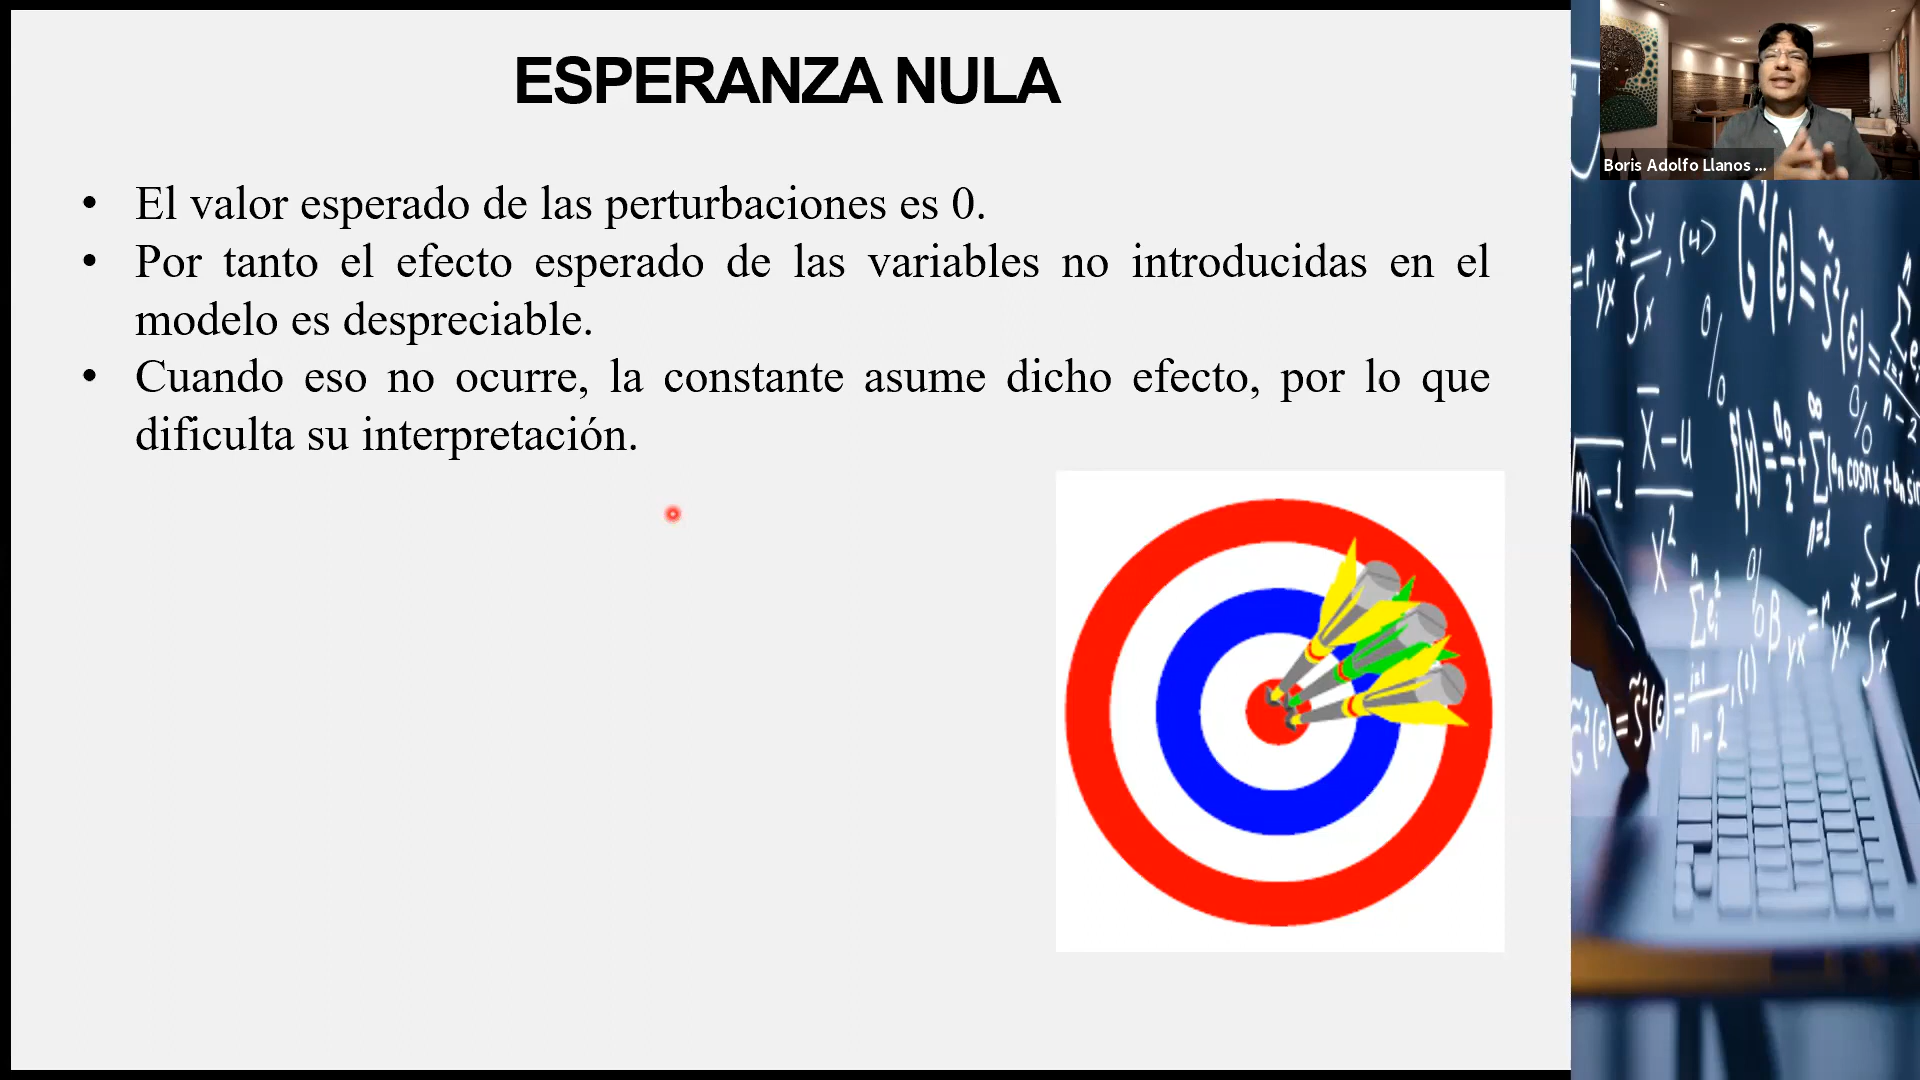 ESPERANZA NULA
• El valor esperado de las perturbaciones es 0.
• Por tanto el efecto esperado de las variables no introducidas en el
modelo es despreciable.
• Cuando eso no ocurre, la constante asume dicho efecto, por lo que
dificulta su interpretación.
Boris Adolfo Llanos ...